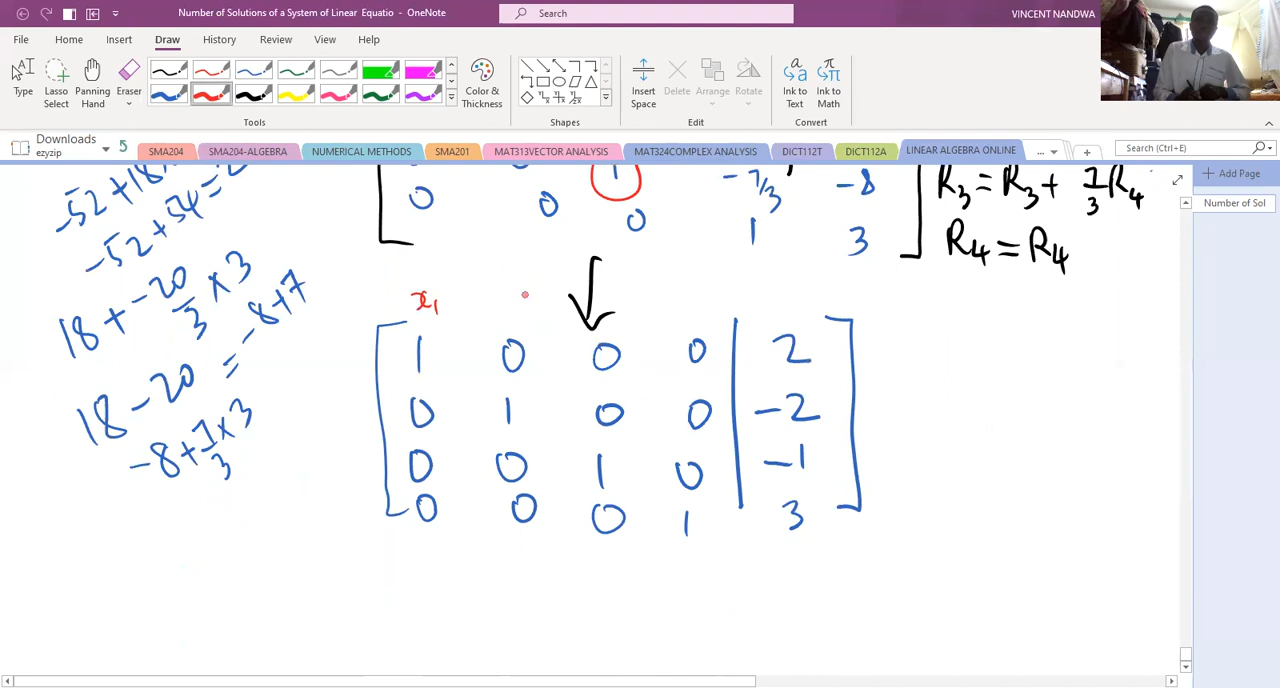 Number of Solutions of a System of Linear Equatio - OneNote
Search
VINCENT NANDWA
File Home Insert Draw History Review View Help
Type
Lasso Select
Panning Hand
Eraser
Color & Thickness
Insert Space
Delete
Arrange
Rotate
Ink to Text
Ink to Math
Tools
Shapes
Edit
Convert
Downloads
ezyzip
SMA204 SMA204-ALGEBRA NUMERICAL METHODS SMA201 MAT313VECTOR ANALYSIS MAT324COMPLEX ANALYSIS DICT112T DICT112A LINEAR ALGEBRA ONLINE ...
Search (Ctrl+E)
Add Page
Number of Sol
1 -7/3 -8 R3 = R3 + 7/3 R4
0 0 0 1 3 R4 = R4
-52+54=2
18+-20/3×3
18-20=-8+7
-8+7/3×3
x1
1 0 0 0 2
0 1 0 0 -2
0 0 1 0 -1
0 0 0 1 3